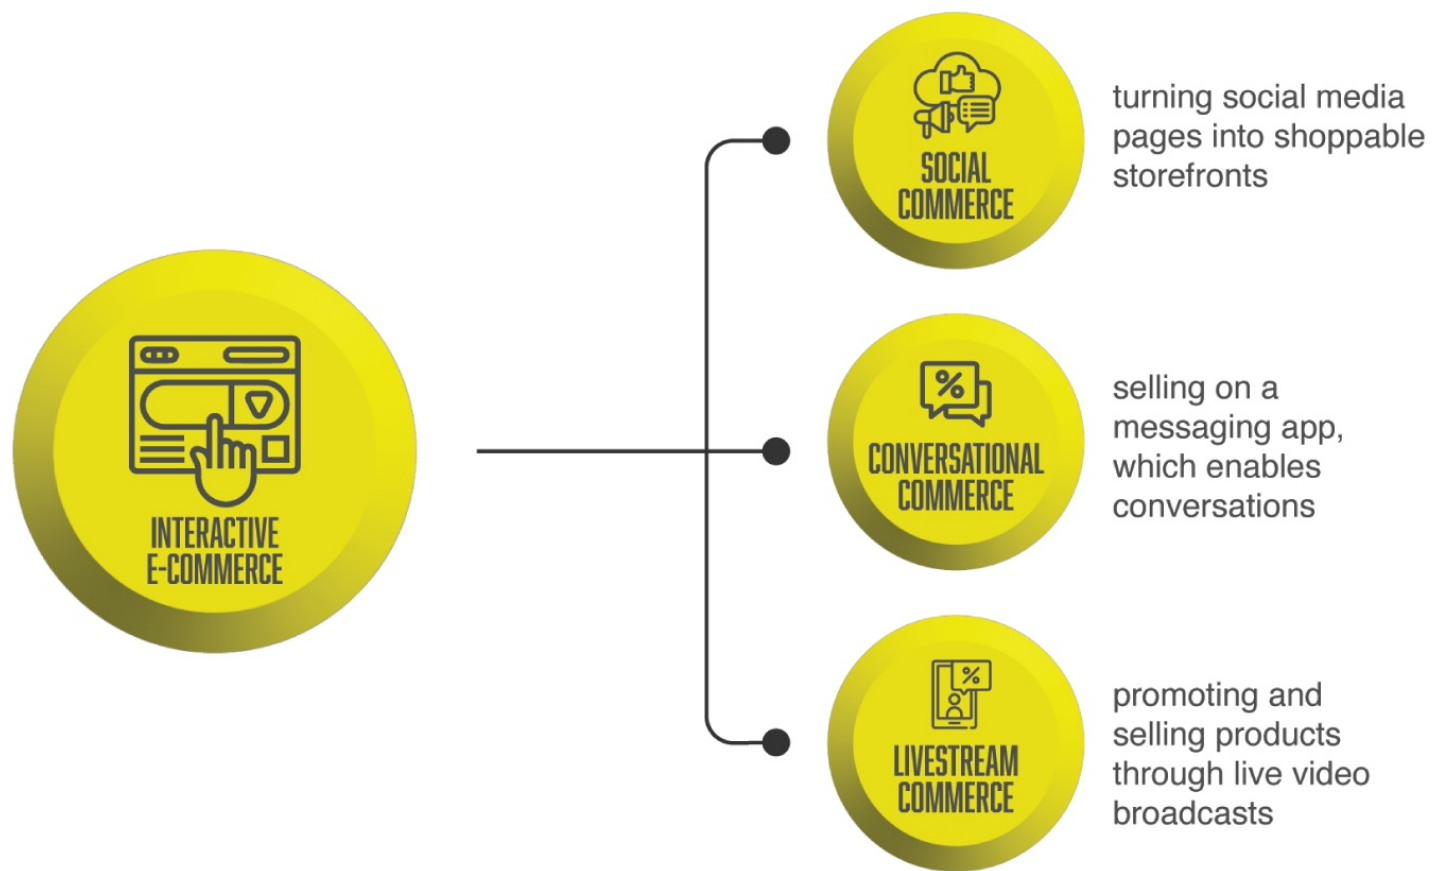 INTERACTIVE
E-COMMERCE
SOCIAL
COMMERCE
turning social media
pages into shoppable
storefronts
CONVERSATIONAL
COMMERCE
selling on a
messaging app,
which enables
conversations
LIVESTREAM
COMMERCE
promoting and
selling products
through live video
broadcasts